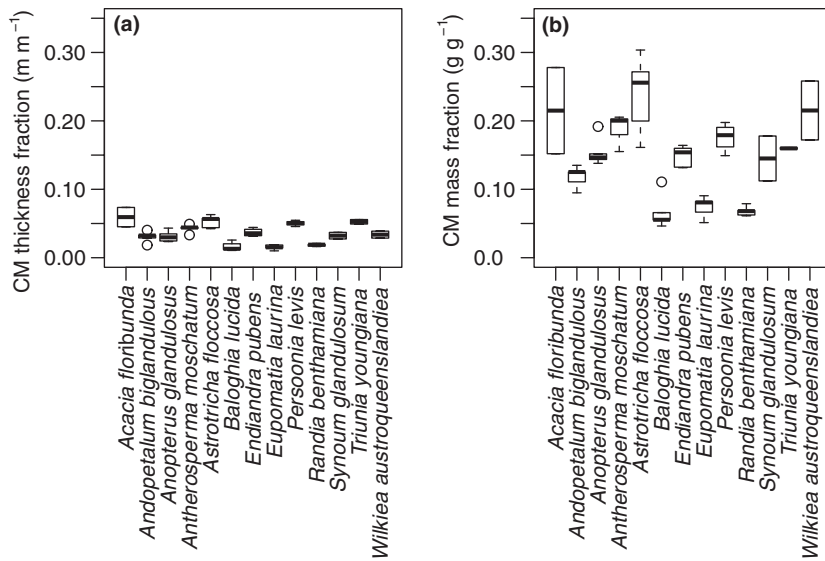 (a)
CM thickness fraction (m m⁻¹)
0.30
0.20
0.10
0.00
Acacia floribunda
Andopetalum biglandulous
Anopterus glandulosus
Antherosperma moschatum
Astrotricha floccosa
Baloghia lucida
Endiandra pubens
Eupomatia laurina
Persoonia levis
Randia benthamiana
Synoum glandulosum
Triunia youngiana
Wilkiea austroqueenslandiea
(b)
CM mass fraction (g g⁻¹)
0.30
0.20
0.10
0.00
Acacia floribunda
Andopetalum biglandulous
Anopterus glandulosus
Antherosperma moschatum
Astrotricha floccosa
Baloghia lucida
Endiandra pubens
Eupomatia laurina
Persoonia levis
Randia benthamiana
Synoum glandulosum
Triunia youngiana
Wilkiea austroqueenslandiea